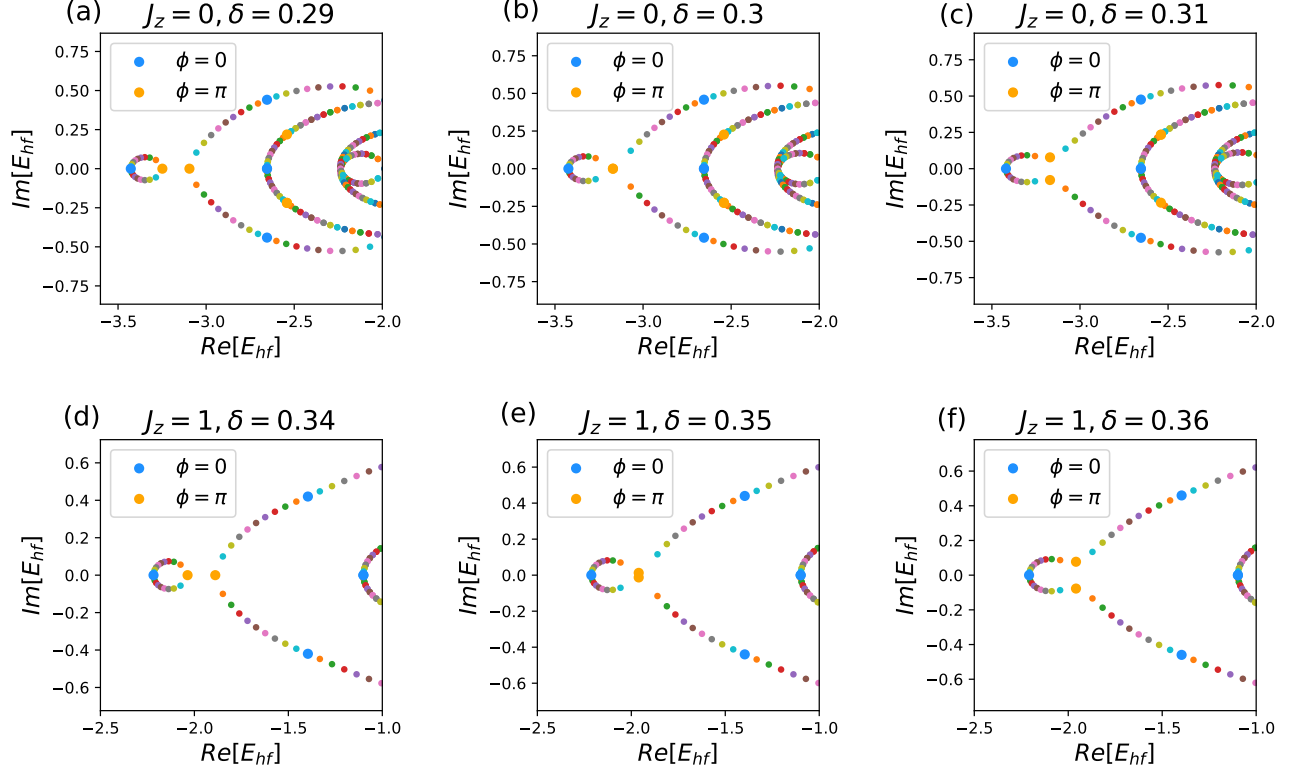 (a)
J_z = 0, δ = 0.29
ϕ = 0
ϕ = π
0.75
0.50
0.25
0.00
−0.25
−0.50
−0.75
Im[E_hf]
−3.5 −3.0 −2.5 −2.0
Re[E_hf]
(b)
J_z = 0, δ = 0.3
ϕ = 0
ϕ = π
0.75
0.50
0.25
0.00
−0.25
−0.50
−0.75
Im[E_hf]
−3.5 −3.0 −2.5 −2.0
Re[E_hf]
(c)
J_z = 0, δ = 0.31
ϕ = 0
ϕ = π
0.75
0.50
0.25
0.00
−0.25
−0.50
−0.75
Im[E_hf]
−3.5 −3.0 −2.5 −2.0
Re[E_hf]
(d)
J_z = 1, δ = 0.34
ϕ = 0
ϕ = π
0.6
0.4
0.2
0.0
−0.2
−0.4
−0.6
Im[E_hf]
−2.5 −2.0 −1.5 −1.0
Re[E_hf]
(e)
J_z = 1, δ = 0.35
ϕ = 0
ϕ = π
0.6
0.4
0.2
0.0
−0.2
−0.4
−0.6
Im[E_hf]
−2.5 −2.0 −1.5 −1.0
Re[E_hf]
(f)
J_z = 1, δ = 0.36
ϕ = 0
ϕ = π
0.6
0.4
0.2
0.0
−0.2
−0.4
−0.6
Im[E_hf]
−2.5 −2.0 −1.5 −1.0
Re[E_hf]